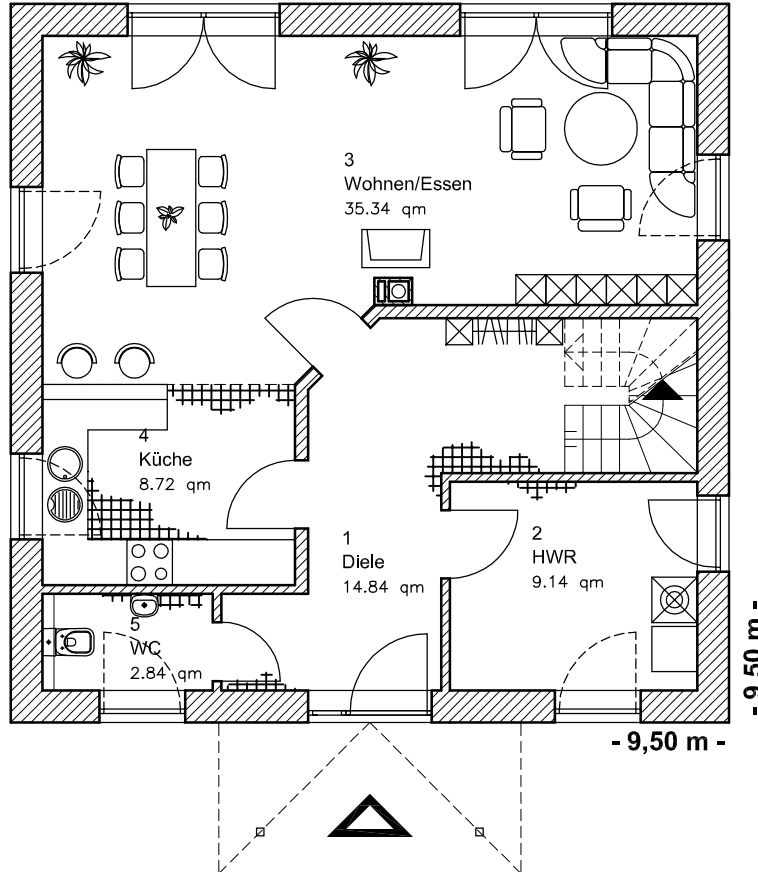 3
Wohnen/Essen
35.34 qm
4
Küche
8.72 qm
1
Diele
14.84 qm
2
HWR
9.14 qm
5
WC
2.84 qm
- 9,50 m -
- 9,50 m -